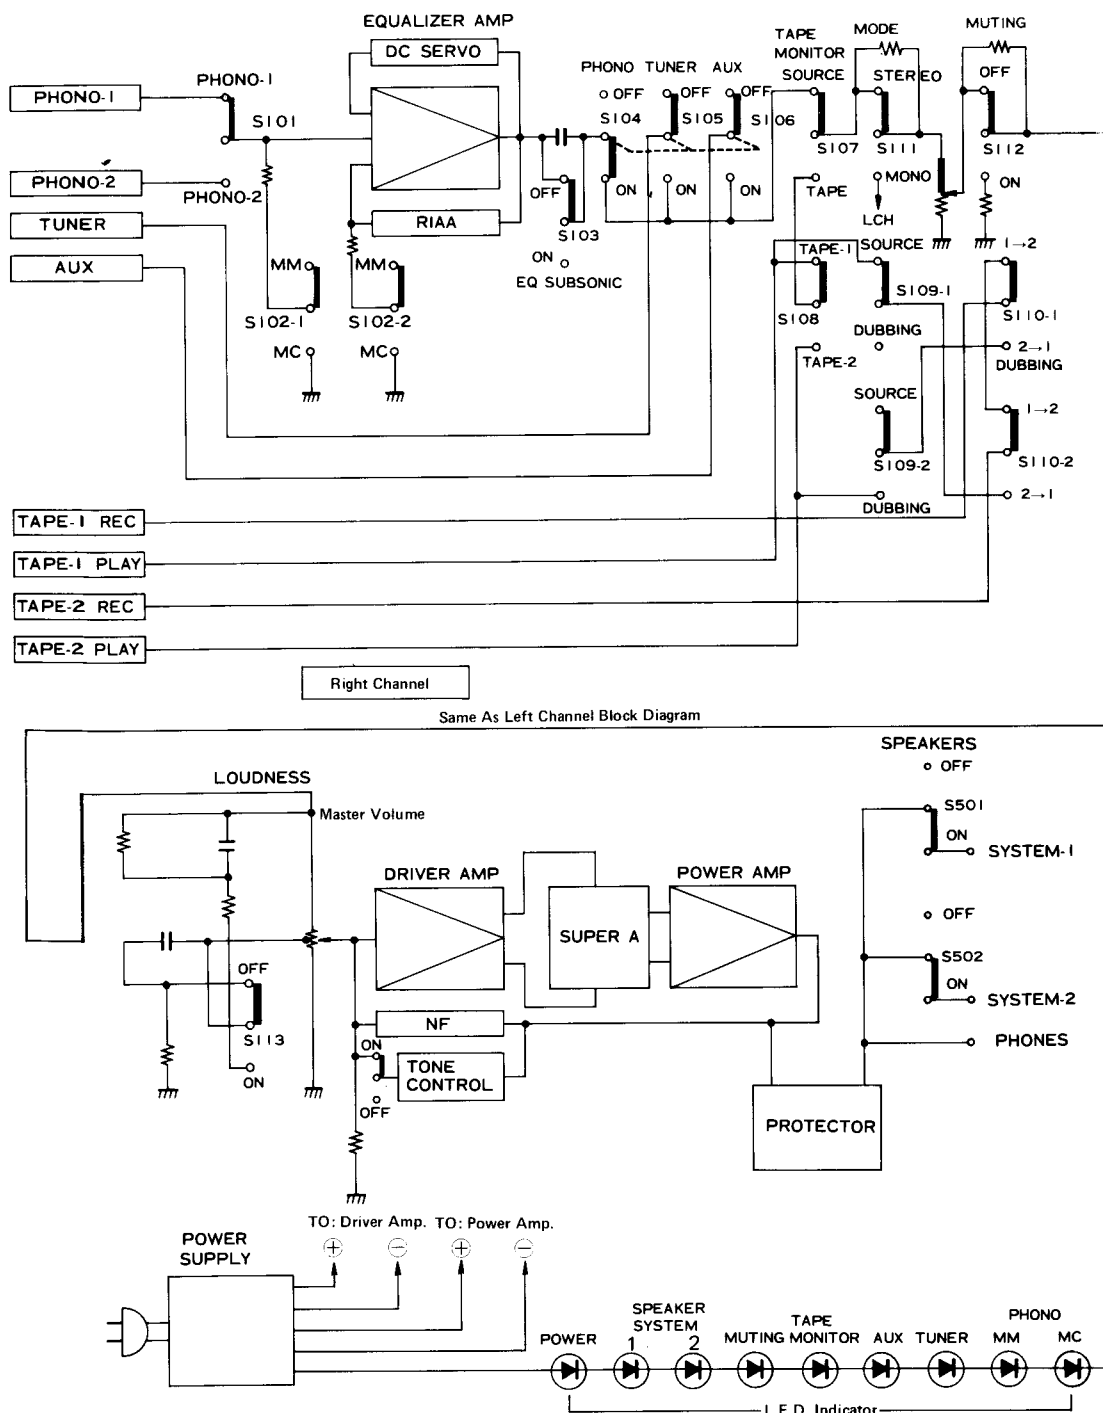 EQUALIZER AMP
DC SERVO
PHONO-1
PHONO-1
S101
PHONO-2
PHONO-2
TUNER
AUX
RIAA
MM
S102-1
MC
MM
S102-2
MC
OFF
S103
ON
EQ SUBSONIC
PHONO TUNER AUX
OFF OFF OFF
S104 S105 S106
ON ON ON
TAPE
MONITOR
SOURCE
S107
TAPE
MODE
STEREO
S111
MONO
LCH
MUTING
OFF
S112
ON
TAPE-1
S108
TAPE-2
SOURCE
S109-1
DUBBING
1→2
S110-1
2→1
DUBBING
SOURCE
S109-2
DUBBING
1→2
S110-2
2→1
TAPE-1 REC
TAPE-1 PLAY
TAPE-2 REC
TAPE-2 PLAY
Right Channel
Same As Left Channel Block Diagram
LOUDNESS
Master Volume
OFF
S113
ON
DRIVER AMP
SUPER A
POWER AMP
NF
ON
TONE
CONTROL
OFF
PROTECTOR
SPEAKERS
OFF
S501
ON
SYSTEM-1
OFF
S502
ON
SYSTEM-2
PHONES
POWER
SUPPLY
TO: Driver Amp. TO: Power Amp.
+ − + −
POWER
SPEAKER
SYSTEM
1 2
MUTING
TAPE
MONITOR
AUX
TUNER
PHONO
MM MC
L.E.D. Indicator